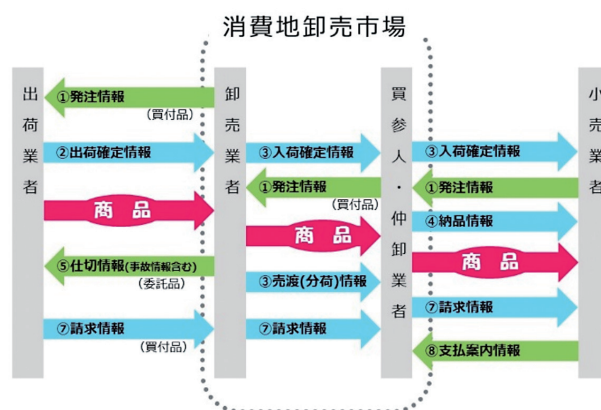 消費地卸売市場
出荷業者
卸売業者
買参人・仲卸業者
小売業者
①発注情報
(買付品)
②出荷確定情報
商品
⑤仕切情報(事故情報含む)
(委託品)
⑦請求情報
(買付品)
③入荷確定情報
①発注情報
(買付品)
商品
③売渡(分荷)情報
⑦請求情報
③入荷確定情報
①発注情報
④納品情報
商品
⑦請求情報
⑧支払案内情報